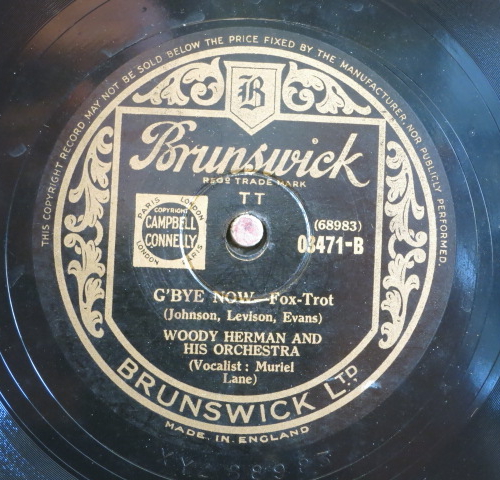 THIS COPYRIGHT RECORD MAY NOT BE SOLD BELOW THE PRICE FIXED BY THE MANUFACTURER, NOR PUBLICLY PERFORMED.
B
Brunswick
REGD TRADE MARK
TT
PARIS LONDON
COPYRIGHT
CAMPBELL
CONNELLY
LONDON PARIS
(68983)
03471-B
G'BYE NOW—Fox-Trot
(Johnson, Levison, Evans)
WOODY HERMAN AND
HIS ORCHESTRA
(Vocalist : Muriel
Lane)
BRUNSWICK LTD
MADE IN ENGLAND